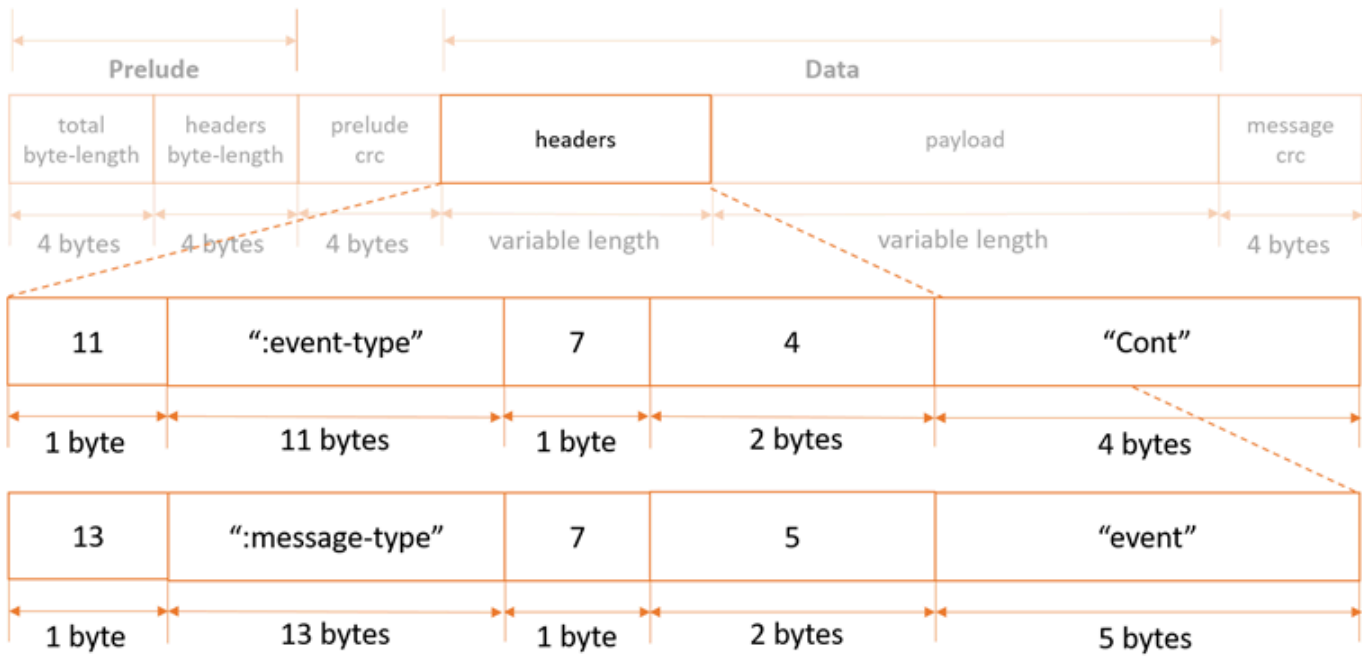 Prelude
Data
total
byte-length
headers
byte-length
prelude
crc
headers
payload
message
crc
4 bytes
4 bytes
4 bytes
variable length
variable length
4 bytes
11
“:event-type”
7
4
“Cont”
1 byte
11 bytes
1 byte
2 bytes
4 bytes
13
“:message-type”
7
5
“event”
1 byte
13 bytes
1 byte
2 bytes
5 bytes